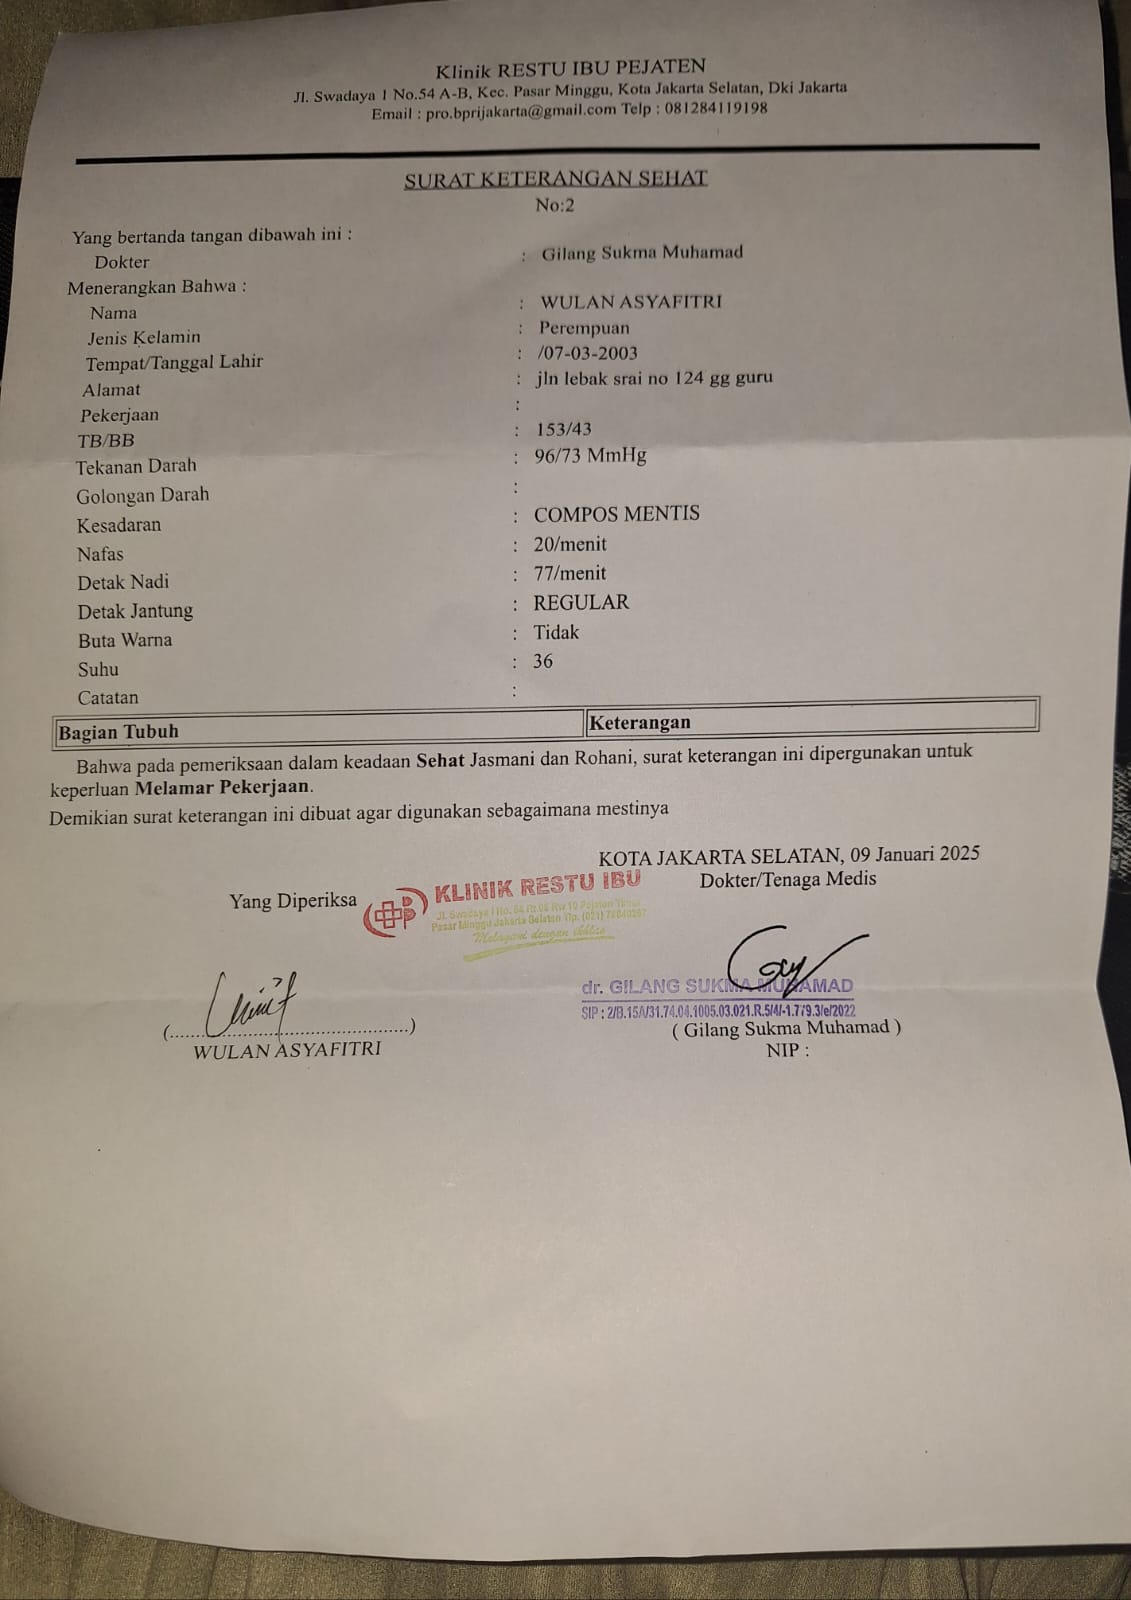 Klinik RESTU IBU PEJATEN
Jl. Swadaya 1 No.54 A-B, Kec. Pasar Minggu, Kota Jakarta Selatan, Dki Jakarta
Email : pro.bprijakarta@gmail.com Telp : 081284119198
SURAT KETERANGAN SEHAT
No:2
Yang bertanda tangan dibawah ini :
Dokter : Gilang Sukma Muhamad
Menerangkan Bahwa :
Nama : WULAN ASYAFITRI
Jenis Kelamin : Perempuan
Tempat/Tanggal Lahir : /07-03-2003
Alamat : jln lebak srai no 124 gg guru
Pekerjaan :
TB/BB : 153/43
Tekanan Darah : 96/73 MmHg
Golongan Darah :
Kesadaran : COMPOS MENTIS
Nafas : 20/menit
Detak Nadi : 77/menit
Detak Jantung : REGULAR
Buta Warna : Tidak
Suhu : 36
Catatan :
Bagian Tubuh Keterangan
Bahwa pada pemeriksaan dalam keadaan Sehat Jasmani dan Rohani, surat keterangan ini dipergunakan untuk
keperluan Melamar Pekerjaan.
Demikian surat keterangan ini dibuat agar digunakan sebagaimana mestinya
KOTA JAKARTA SELATAN, 09 Januari 2025
Yang Diperiksa
Dokter/Tenaga Medis
KLINIK RESTU IBU
Pasar Minggu Jakarta Selatan
Melayani dengan ikhlas
dr. GILANG SUKMA MUHAMAD
SIP : 2/B.15A/31.74.04.1005.03.021.R.5/4/-1.779.3/e/2022
(......................................................)
( Gilang Sukma Muhamad )
WULAN ASYAFITRI
NIP :